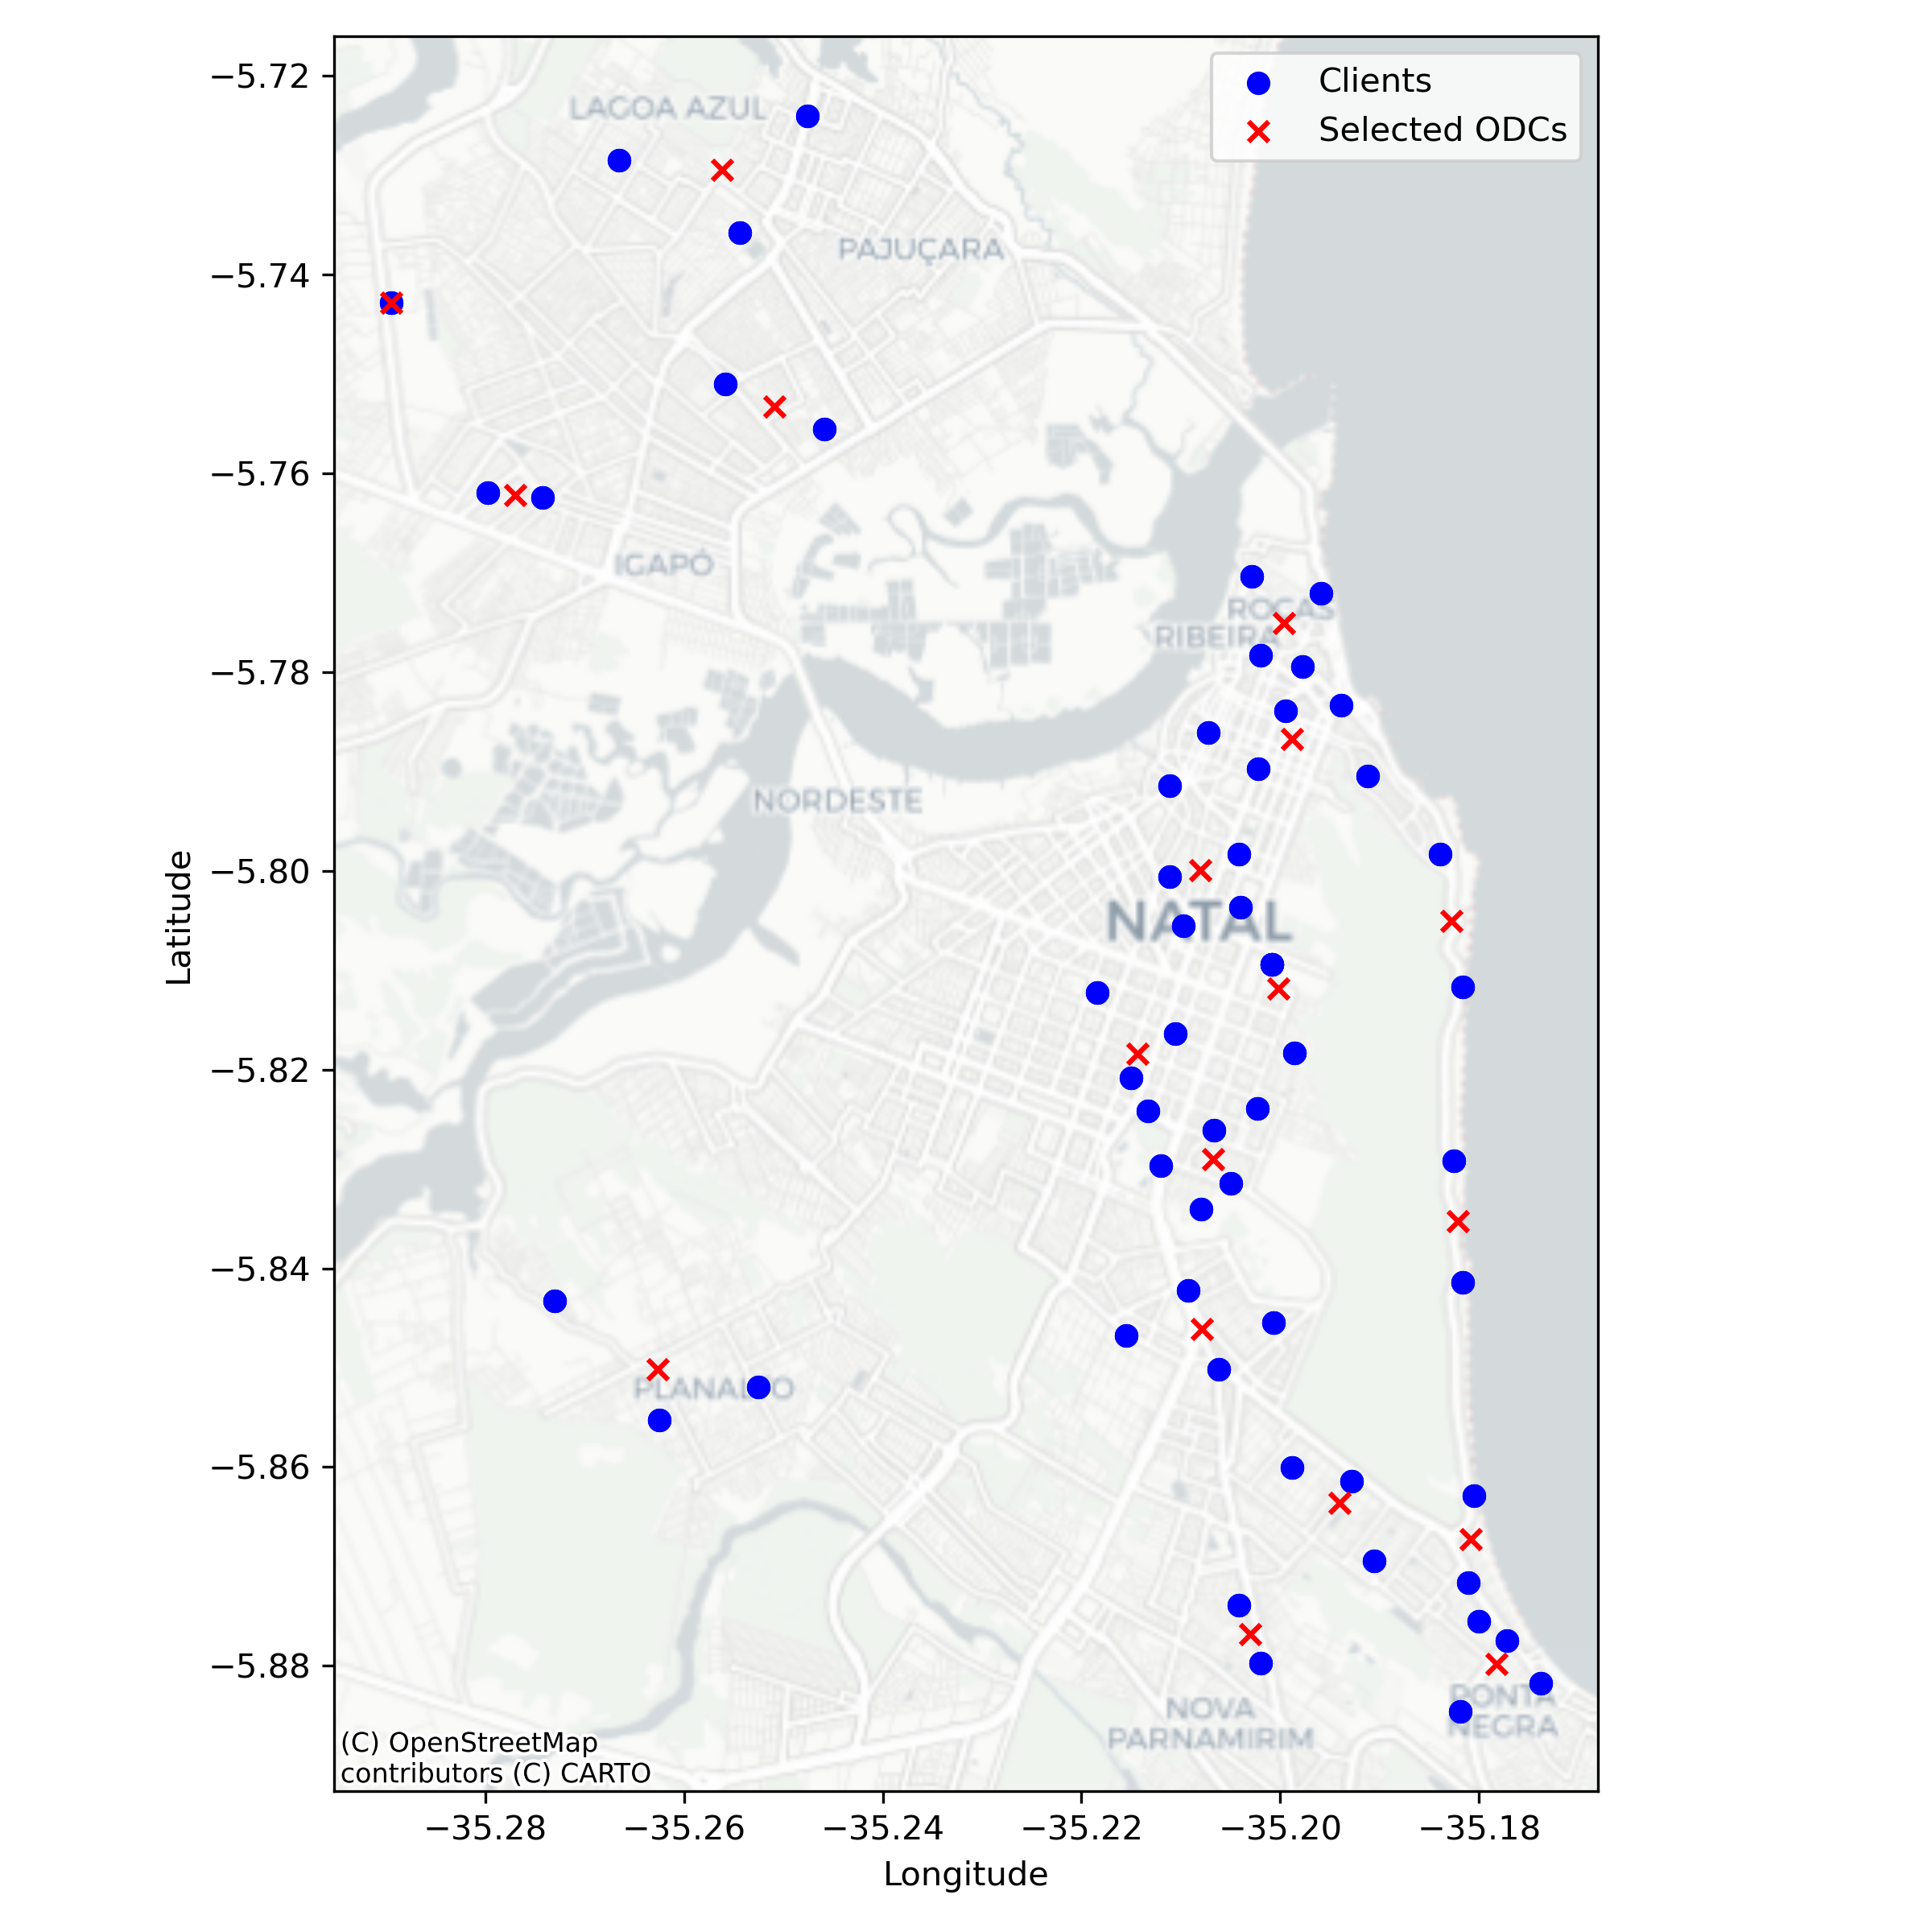 Clients
Selected ODCs
−5.72
−5.74
−5.76
−5.78
−5.80
−5.82
−5.84
−5.86
−5.88
Latitude
LAGOA AZUL
PAJUÇARA
IGAPÓ
ROCAS
RIBEIRA
NORDESTE
NATAL
PLANALTO
PONTA
NEGRA
NOVA
PARNAMIRIM
(C) OpenStreetMap
contributors (C) CARTO
−35.28
−35.26
−35.24
−35.22
−35.20
−35.18
Longitude